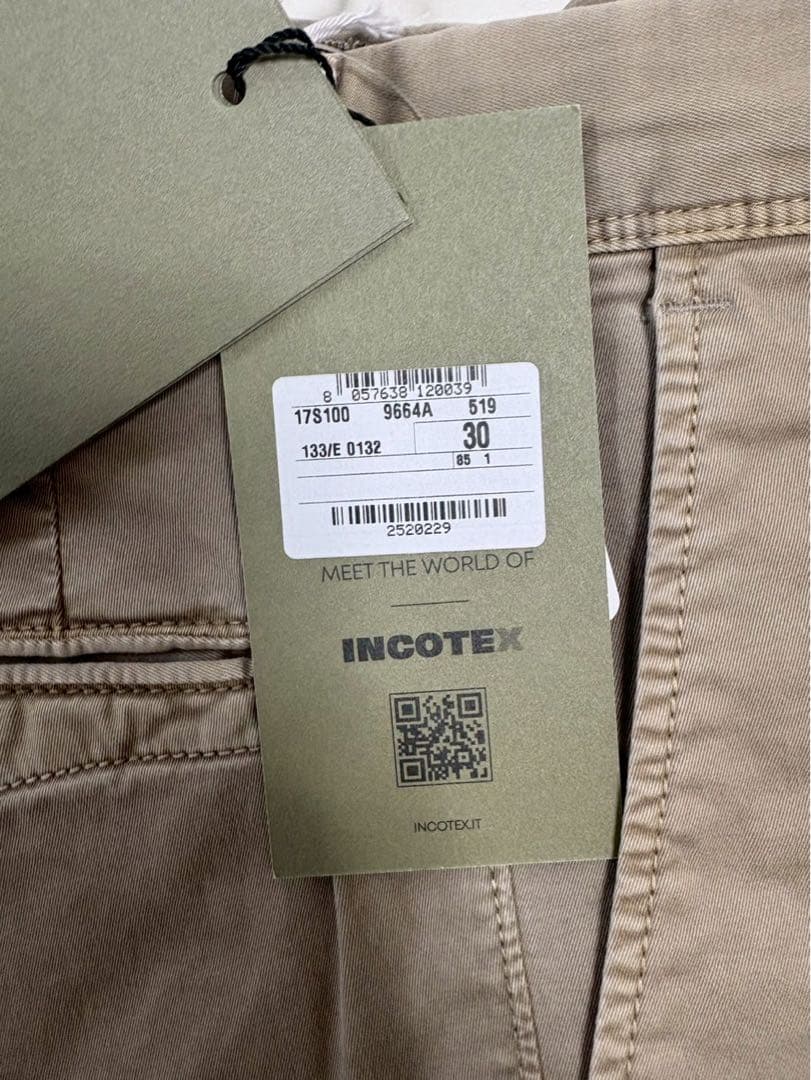 8 057638 120039
17S100 9664A 519
133/E 0132 30
85 1
2520229
MEET THE WORLD OF
INCOTEX
INCOTEX.IT